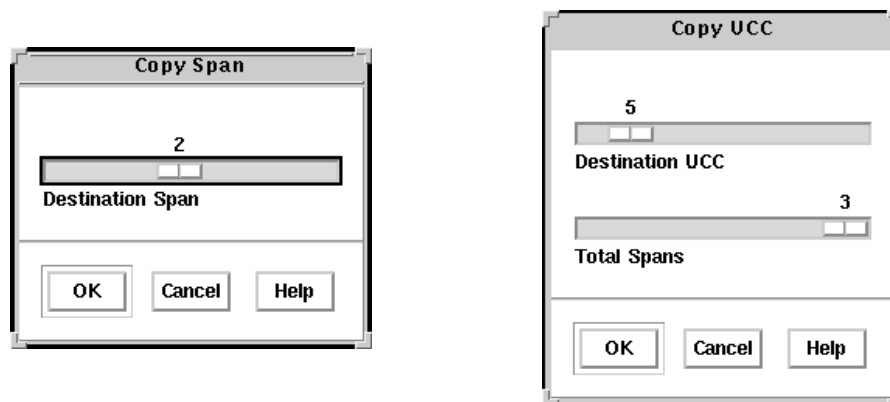 Copy Span
2
Destination Span
OK Cancel Help
Copy UCC
5
Destination UCC
3
Total Spans
OK Cancel Help